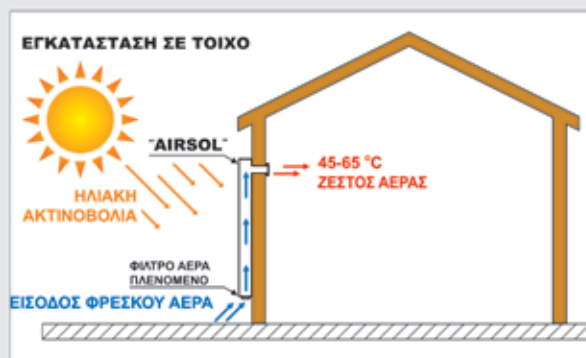 ΕΓΚΑΤΑΣΤΑΣΗ ΣΕ ΤΟΙΧΟ
"AIRSOL"
45-65 °C
ΖΕΣΤΟΣ ΑΕΡΑΣ
ΗΛΙΑΚΗ
ΑΚΤΙΝΟΒΟΛΙΑ
ΦΙΛΤΡΟ ΑΕΡΑ
ΠΛΕΝΟΜΕΝΟ
ΕΙΣΟΔΟΣ ΦΡΕΣΚΟΥ ΑΕΡΑ